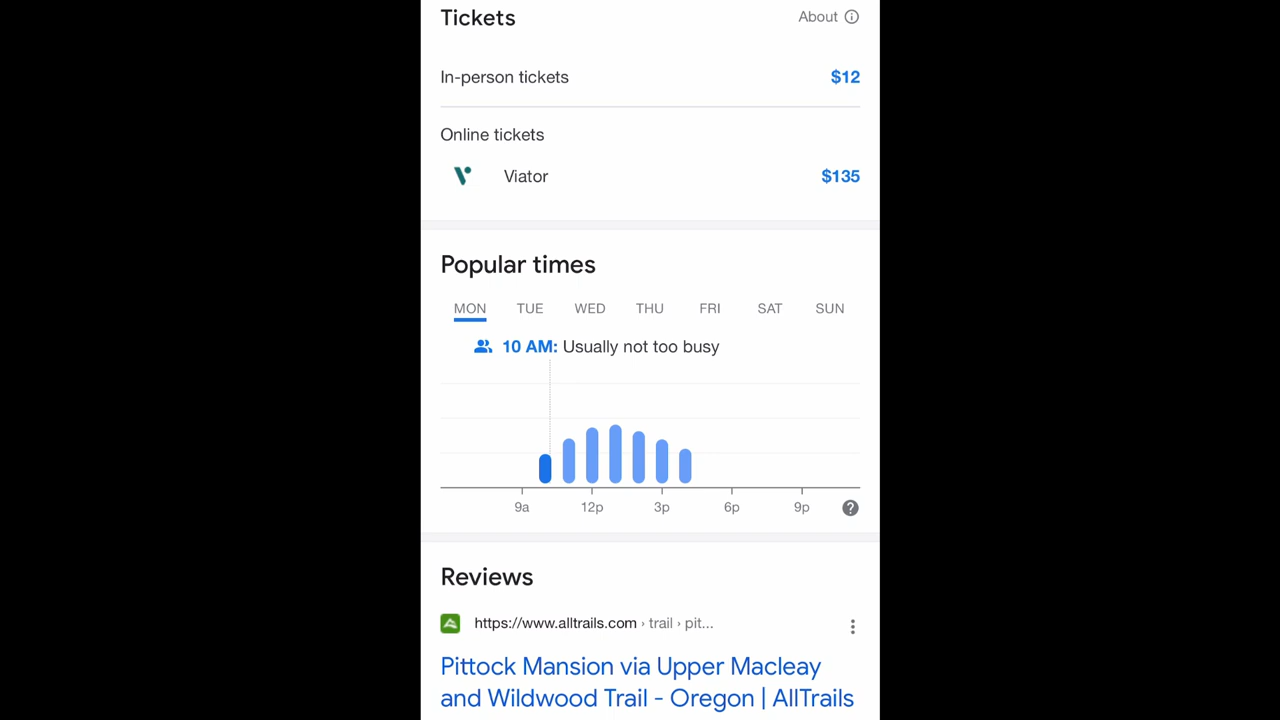 Tickets
About
In-person tickets
$12
Online tickets
Viator
$135
Popular times
MON TUE WED THU FRI SAT SUN
10 AM: Usually not too busy
9a 12p 3p 6p 9p
Reviews
https://www.alltrails.com › trail › pit...
Pittock Mansion via Upper Macleay
and Wildwood Trail - Oregon | AllTrails